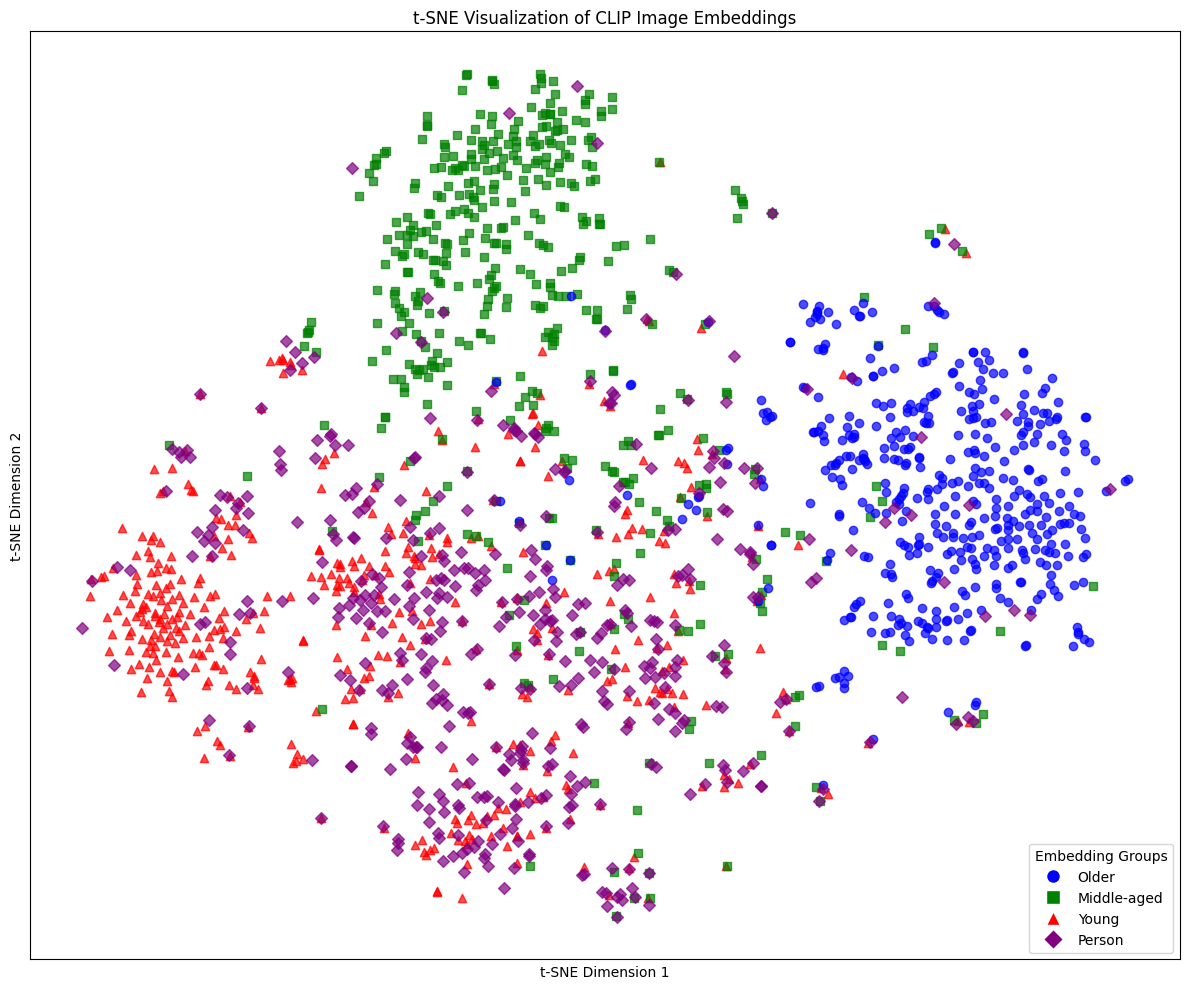 t-SNE Visualization of CLIP Image Embeddings
t-SNE Dimension 2
Embedding Groups
Older
Middle-aged
Young
Person
t-SNE Dimension 1